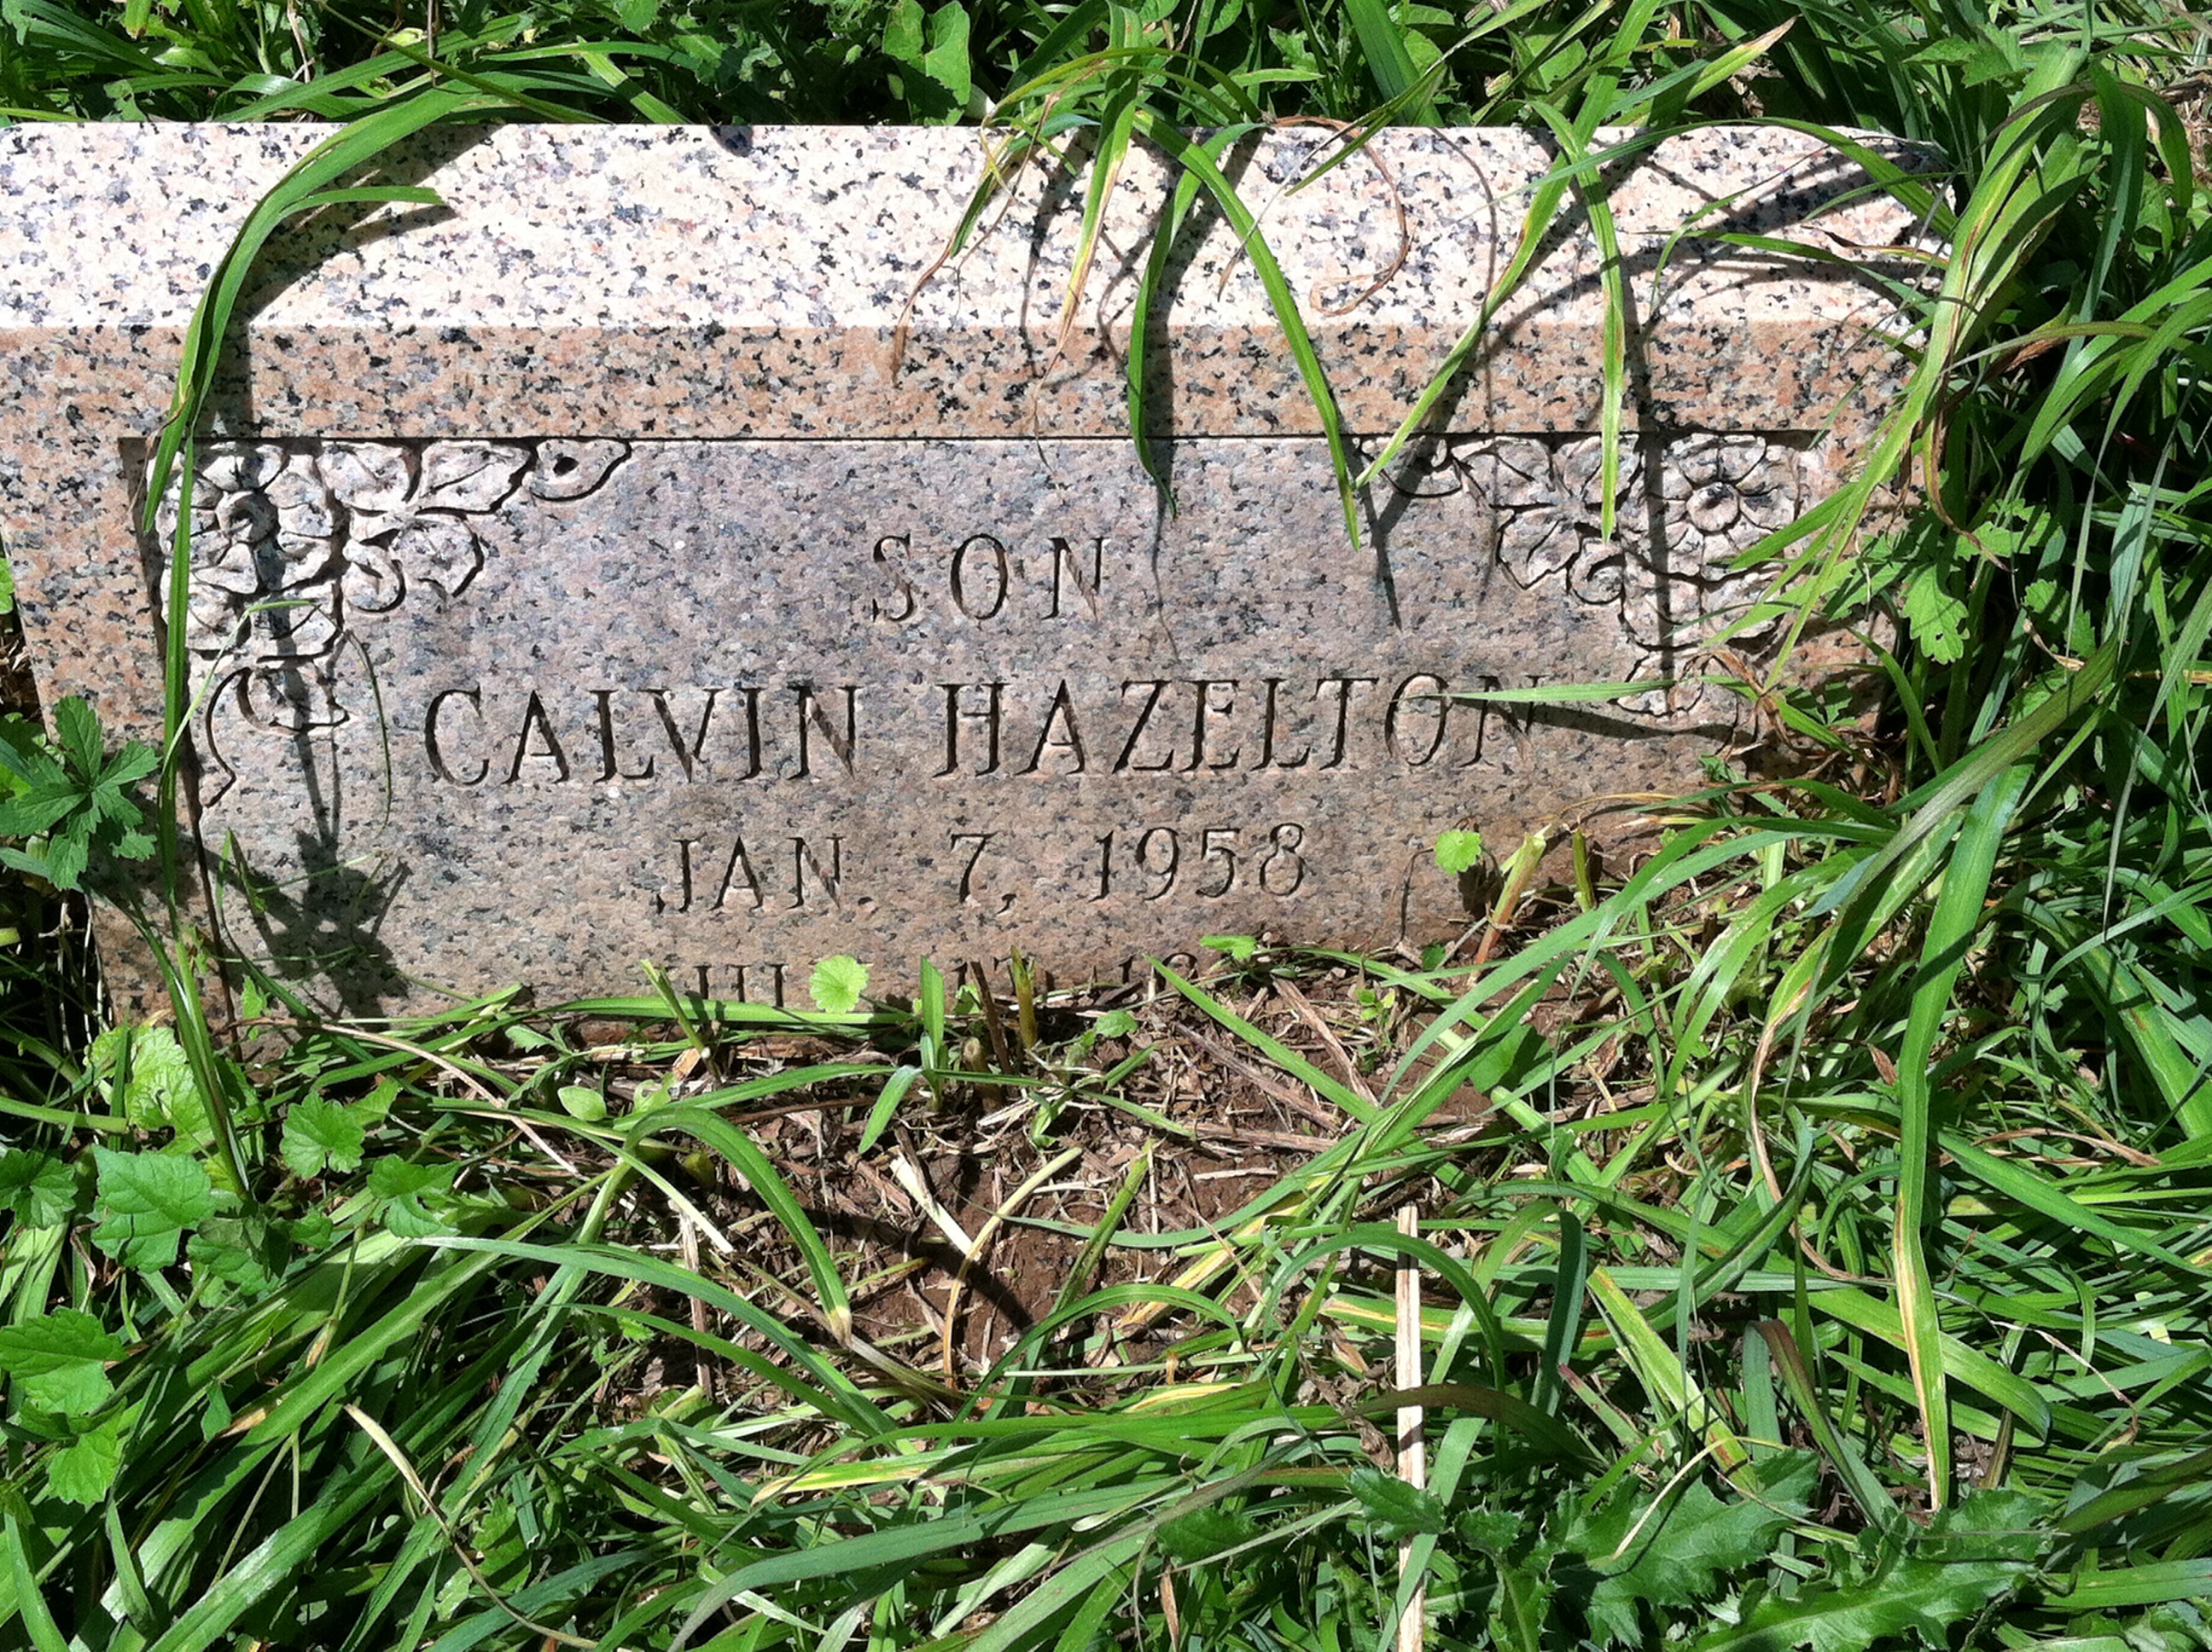 SON
CALVIN HAZELTON
JAN. 7, 1958